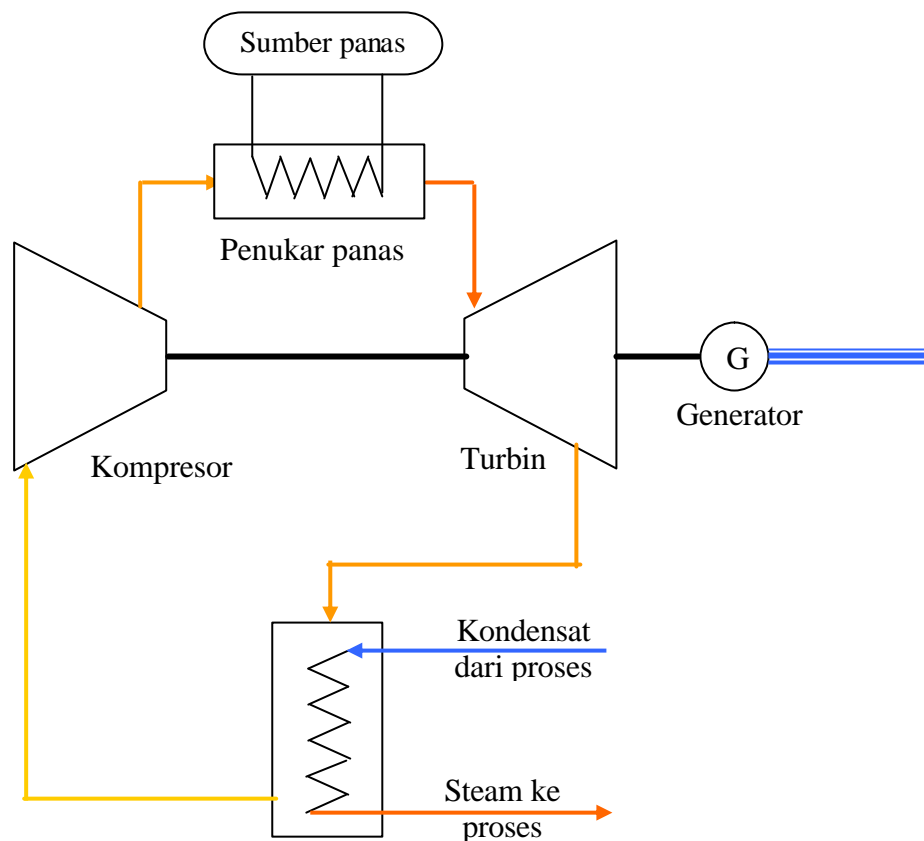 Sumber panas
Penukar panas
G
Generator
Kompresor
Turbin
Kondensat
dari proses
Steam ke
proses